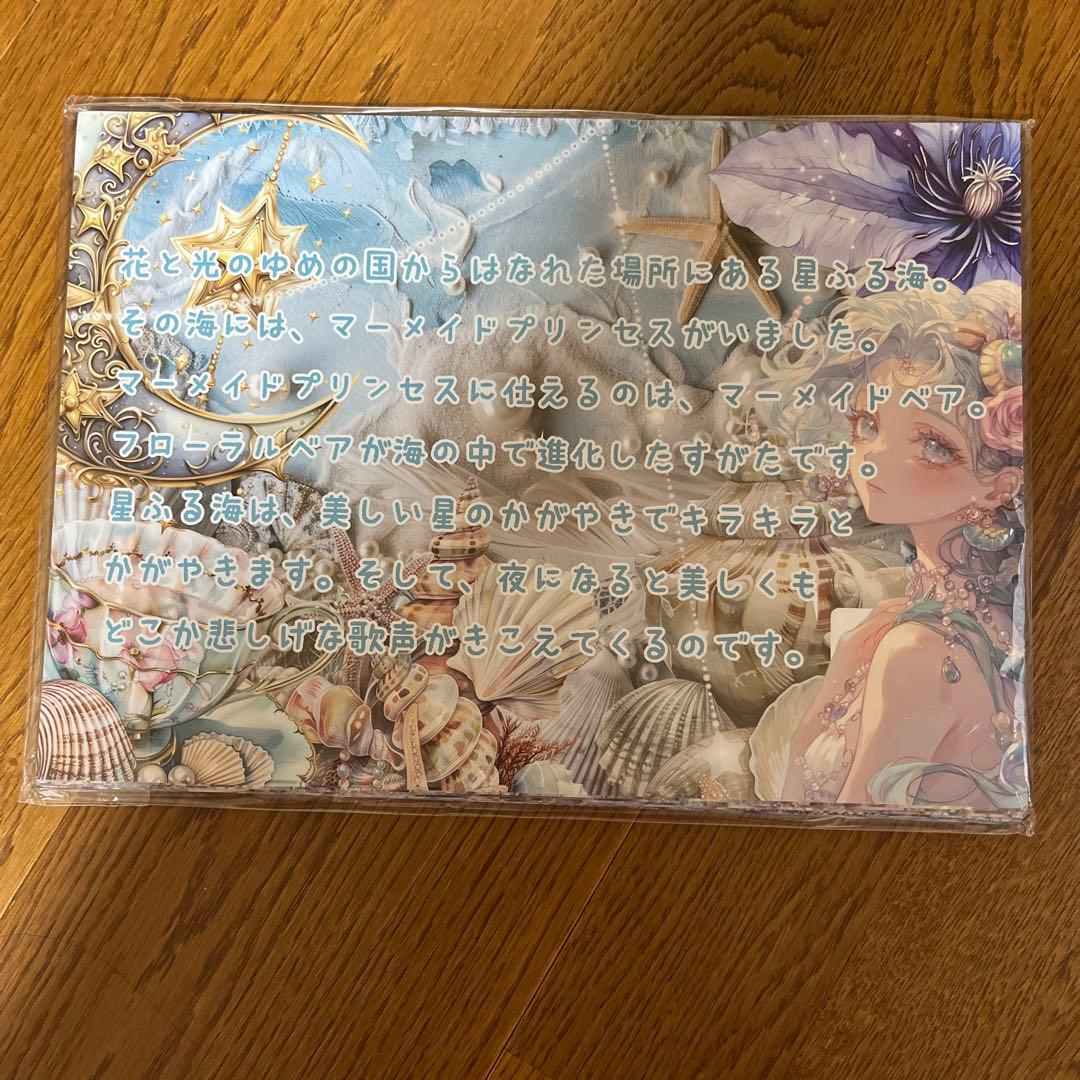 花と光のゆめの国からはなれた場所にある星ふる海。
その海には、マーメイドプリンセスがいました。
マーメイドプリンセスに仕えるのは、マーメイドベア。
フローラルベアが海の中で進化したすがたです。
星ふる海は、美しい星のかがやきでキラキラと
かがやきます。そして、夜になると美しくも
どこか悲しげな歌声がきこえてくるのです。